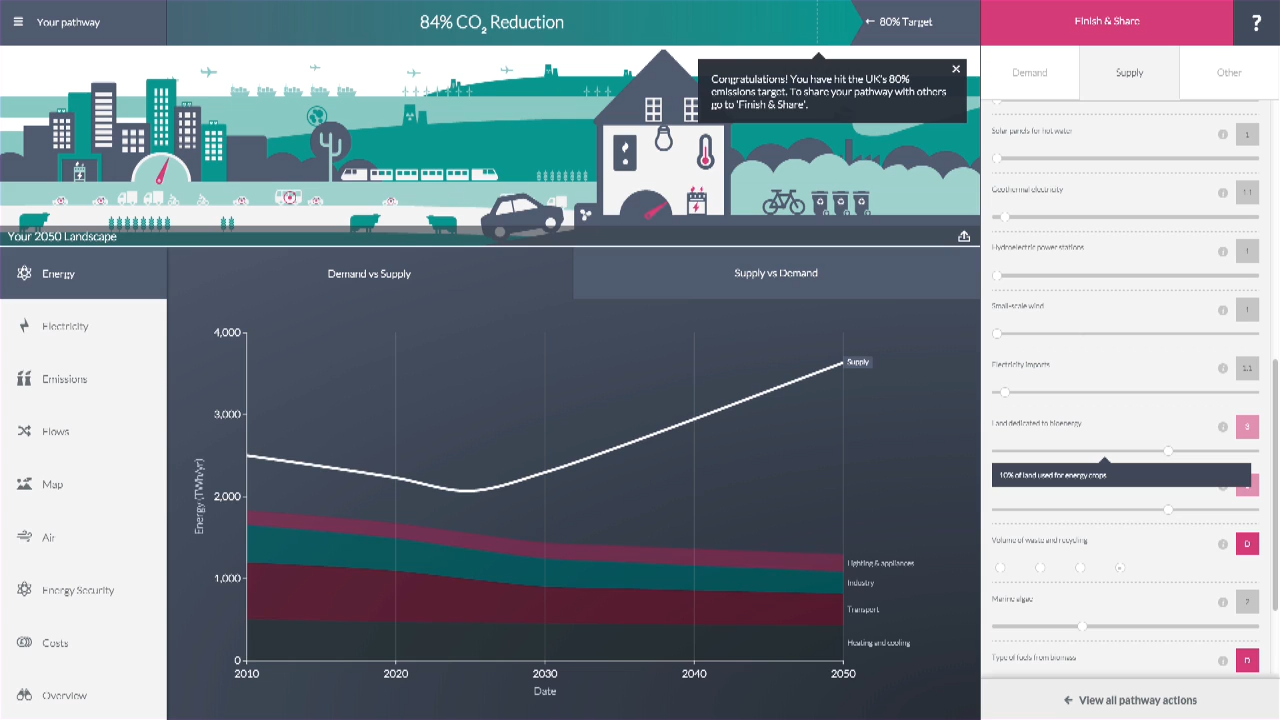 Your pathway
84% CO2 Reduction
← 80% Target
Finish & Share
?
Congratulations! You have hit the UK's 80%
emissions target. To share your pathway with others
go to 'Finish & Share'.
Your 2050 Landscape
Demand
Supply
Other
Energy
Electricity
Emissions
Flows
Map
Air
Energy Security
Costs
Overview
Demand vs Supply
Supply vs Demand
Energy (TWh/yr)
4,000
3,000
2,000
1,000
0
2010
2020
2030
2040
2050
Date
Supply
Lighting & appliances
Industry
Transport
Heating and cooling
Solar panels for hot water
1
Geothermal electricity
1.1
Hydroelectric power stations
1
Small-scale wind
1
Electricity imports
1.1
Land dedicated to bioenergy
3
10% of land used for energy crops
Volume of waste and recycling
D
Marine algae
2
Type of fuels from biomass
D
← View all pathway actions